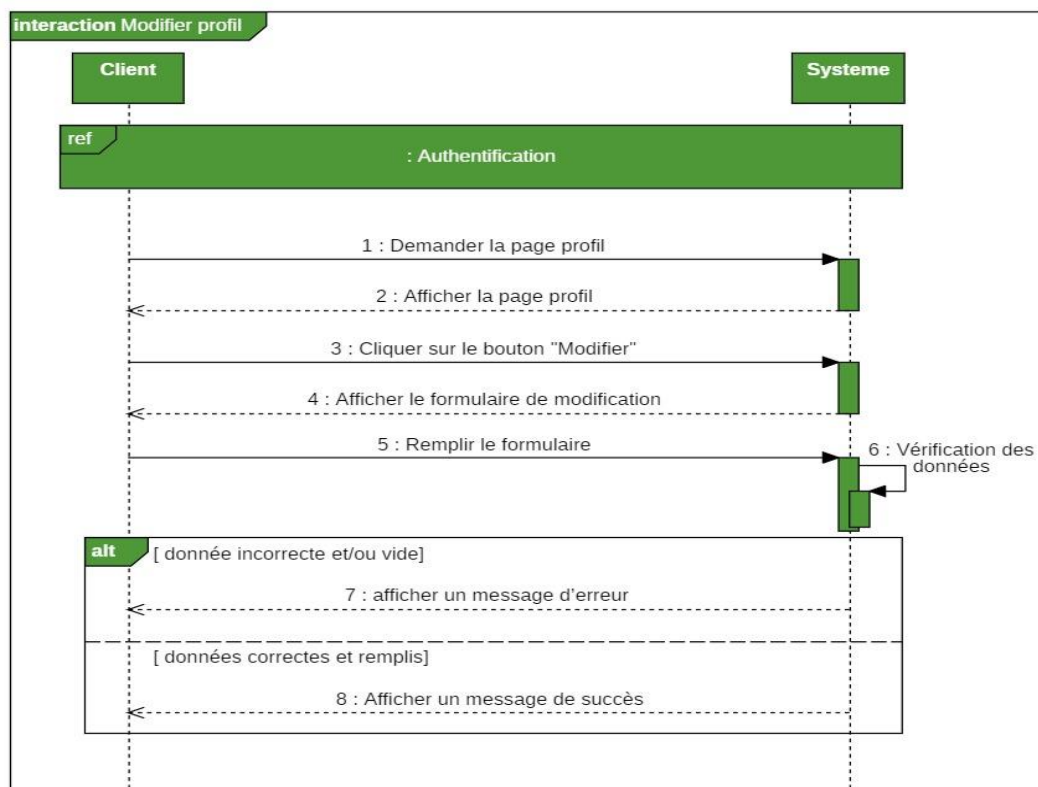 interaction Modifier profil
Client
Systeme
ref
: Authentification
1 : Demander la page profil
2 : Afficher la page profil
3 : Cliquer sur le bouton "Modifier"
4 : Afficher le formulaire de modification
5 : Remplir le formulaire
6 : Vérification des
données
alt
[ donnée incorrecte et/ou vide]
7 : afficher un message d'erreur
[ données correctes et remplis]
8 : Afficher un message de succès